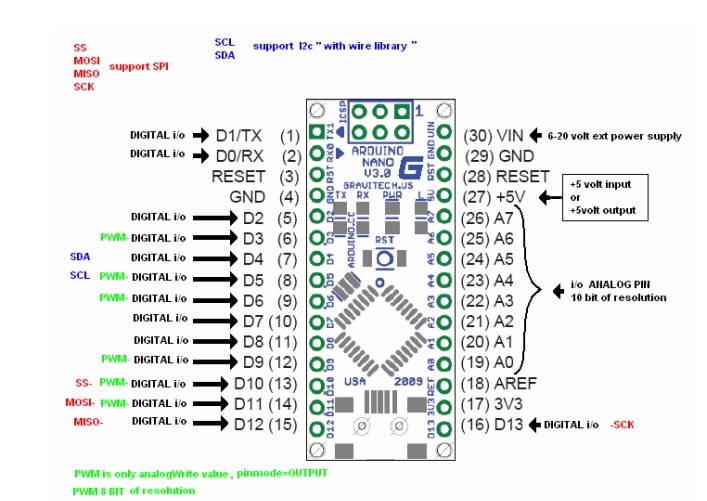 SS
MOSI
MISO
SCK
support SPI
SCL
SDA
support I2c " with wire library "
DIGITAL i/o D1/TX (1)
DIGITAL i/o D0/RX (2)
RESET (3)
GND (4)
DIGITAL i/o D2 (5)
PWM- DIGITAL i/o D3 (6)
SDA DIGITAL i/o D4 (7)
SCL PWM- DIGITAL i/o D5 (8)
PWM- DIGITAL i/o D6 (9)
DIGITAL i/o D7 (10)
DIGITAL i/o D8 (11)
PWM- DIGITAL i/o D9 (12)
SS- PWM- DIGITAL i/o D10 (13)
MOSI- PWM- DIGITAL i/o D11 (14)
MISO- DIGITAL i/o D12 (15)
ICSP
1
TX1
RX0
RST
GND
D2
D3
D4
D5
D6
D7
D8
D9
D10
D11
D12
ARDUINO
NANO
V3.0
G
GRAVITECH.US
TX RX PWR L
ARDUINO.CC
RST
USA 2009
VIN
GND
RST
5V
A7
A6
A5
A4
A3
A2
A1
A0
REF
3V3
D13
(30) VIN 6-20 volt ext power supply
(29) GND
(28) RESET
(27) +5V
+5 volt input
or
+5volt output
(26) A7
(25) A6
(24) A5
(23) A4
(22) A3
(21) A2
(20) A1
(19) A0
i/o ANALOG PIN
10 bit of resolution
(18) AREF
(17) 3V3
(16) D13 DIGITAL i/o -SCK
PWM is only analogWrite value , pinmode=OUTPUT
PWM 8 BIT of resolution